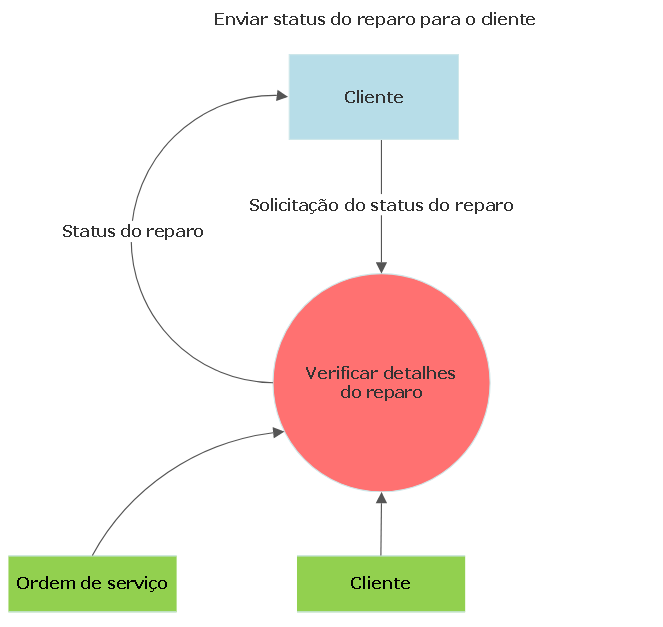 Enviar status do reparo para o cliente
Cliente
Solicitação do status do reparo
Status do reparo
Verificar detalhes
do reparo
Ordem de serviço
Cliente